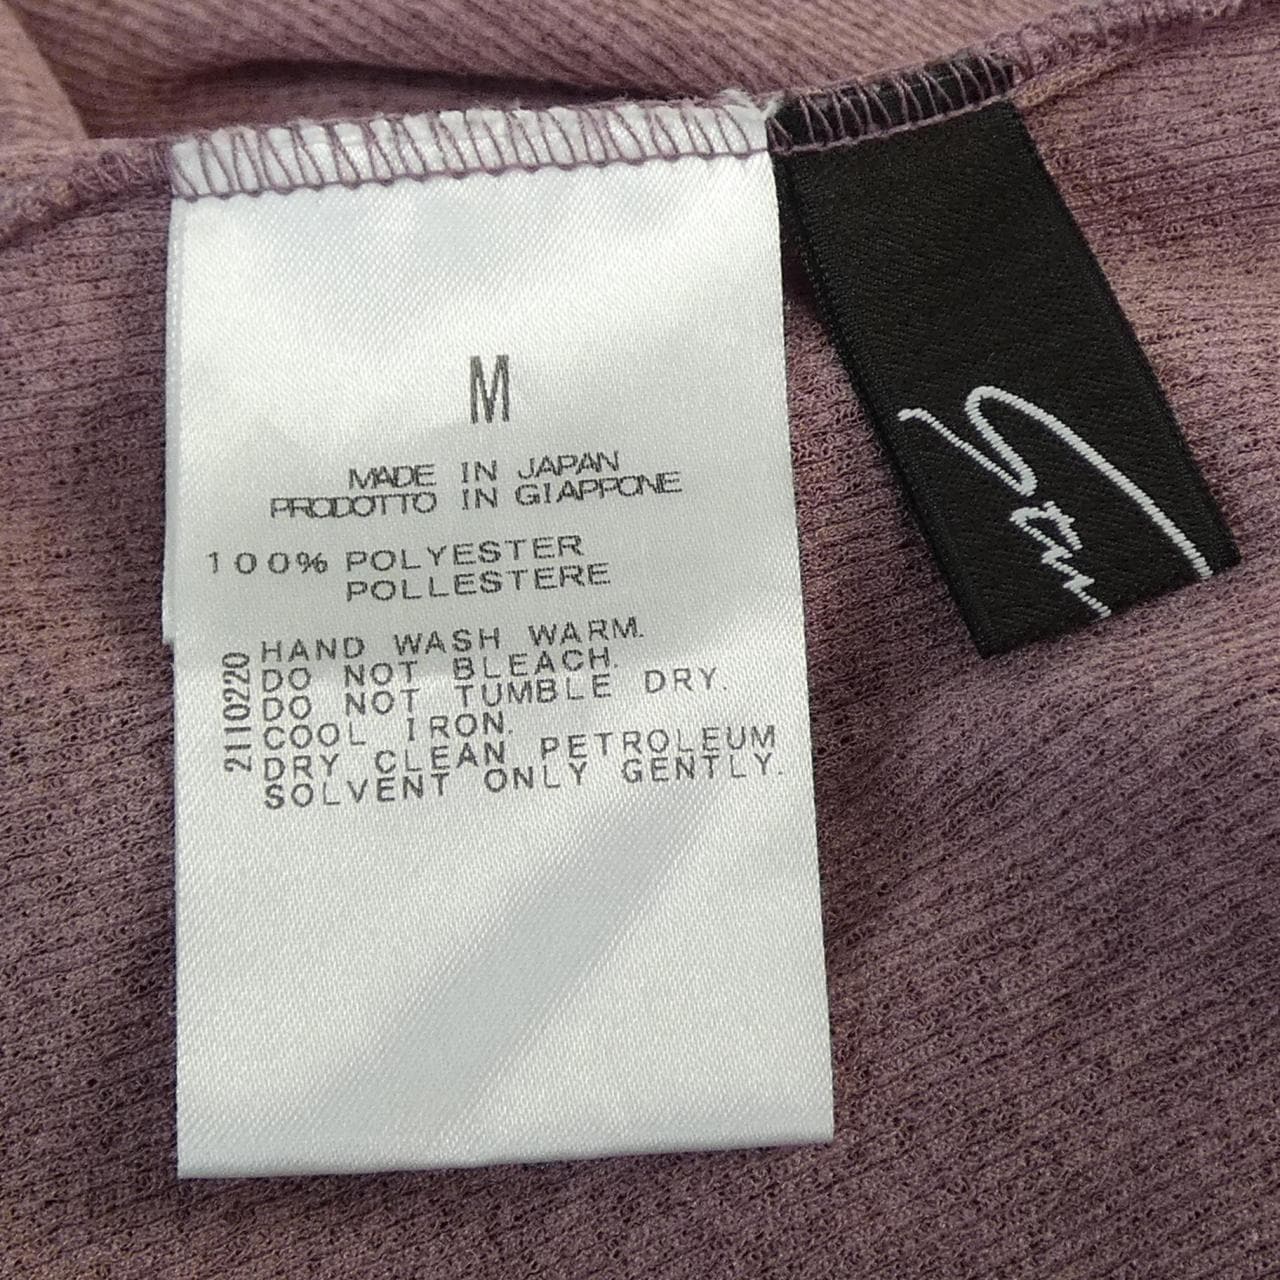 M
MADE IN JAPAN
PRODOTTO IN GIAPPONE
100% POLYESTER
POLLESTERE
HAND WASH WARM.
DO NOT BLEACH.
DO NOT TUMBLE DRY.
COOL IRON.
DRY CLEAN PETROLEUM
SOLVENT ONLY GENTLY.
2110220